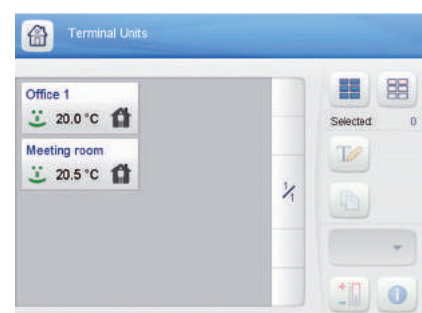 Terminal Units
Office 1
20.0 °C
Meeting room
20.5 °C
1/1
Selected: 0